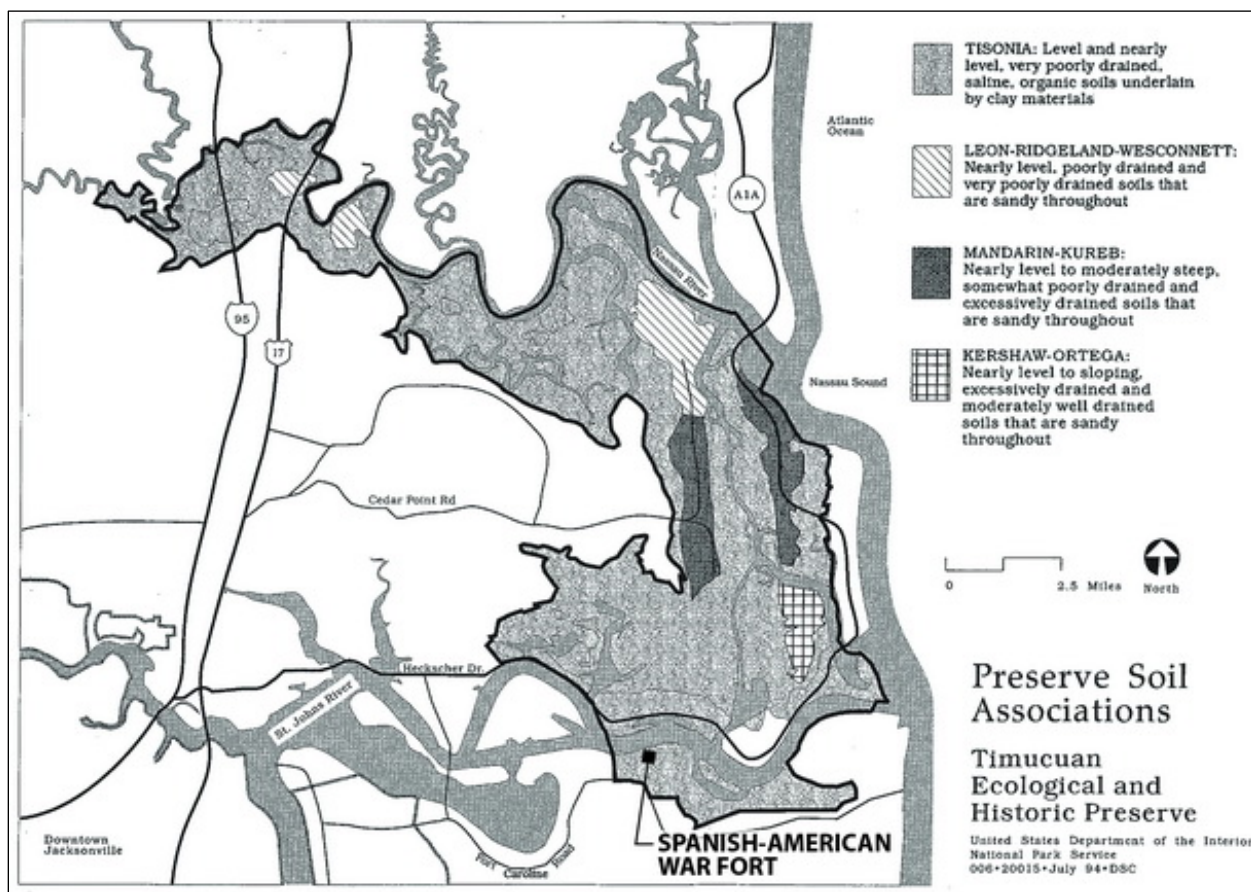 TISONIA: Level and nearly
level, very poorly drained,
saline, organic soils underlain
by clay materials
Atlantic
Ocean
LEON-RIDGELAND-WESCONNETT:
Nearly level, poorly drained and
very poorly drained soils that
are sandy throughout
A1A
MANDARIN-KUREB:
Nearly level to moderately steep,
somewhat poorly drained and
excessively drained soils that
are sandy throughout
Nassau River
95
17
KERSHAW-ORTEGA:
Nearly level to sloping,
excessively drained and
moderately well drained
soils that are sandy
throughout
Nassau Sound
Cedar Point Rd
0 2.5 Miles
North
Heckscher Dr.
St. Johns River
Preserve Soil
Associations
Timucuan
Ecological and
Historic Preserve
United States Department of the Interior
National Park Service
006•20015•July 94•DSC
SPANISH-AMERICAN
WAR FORT
Fort Caroline Road
Downtown
Jacksonville